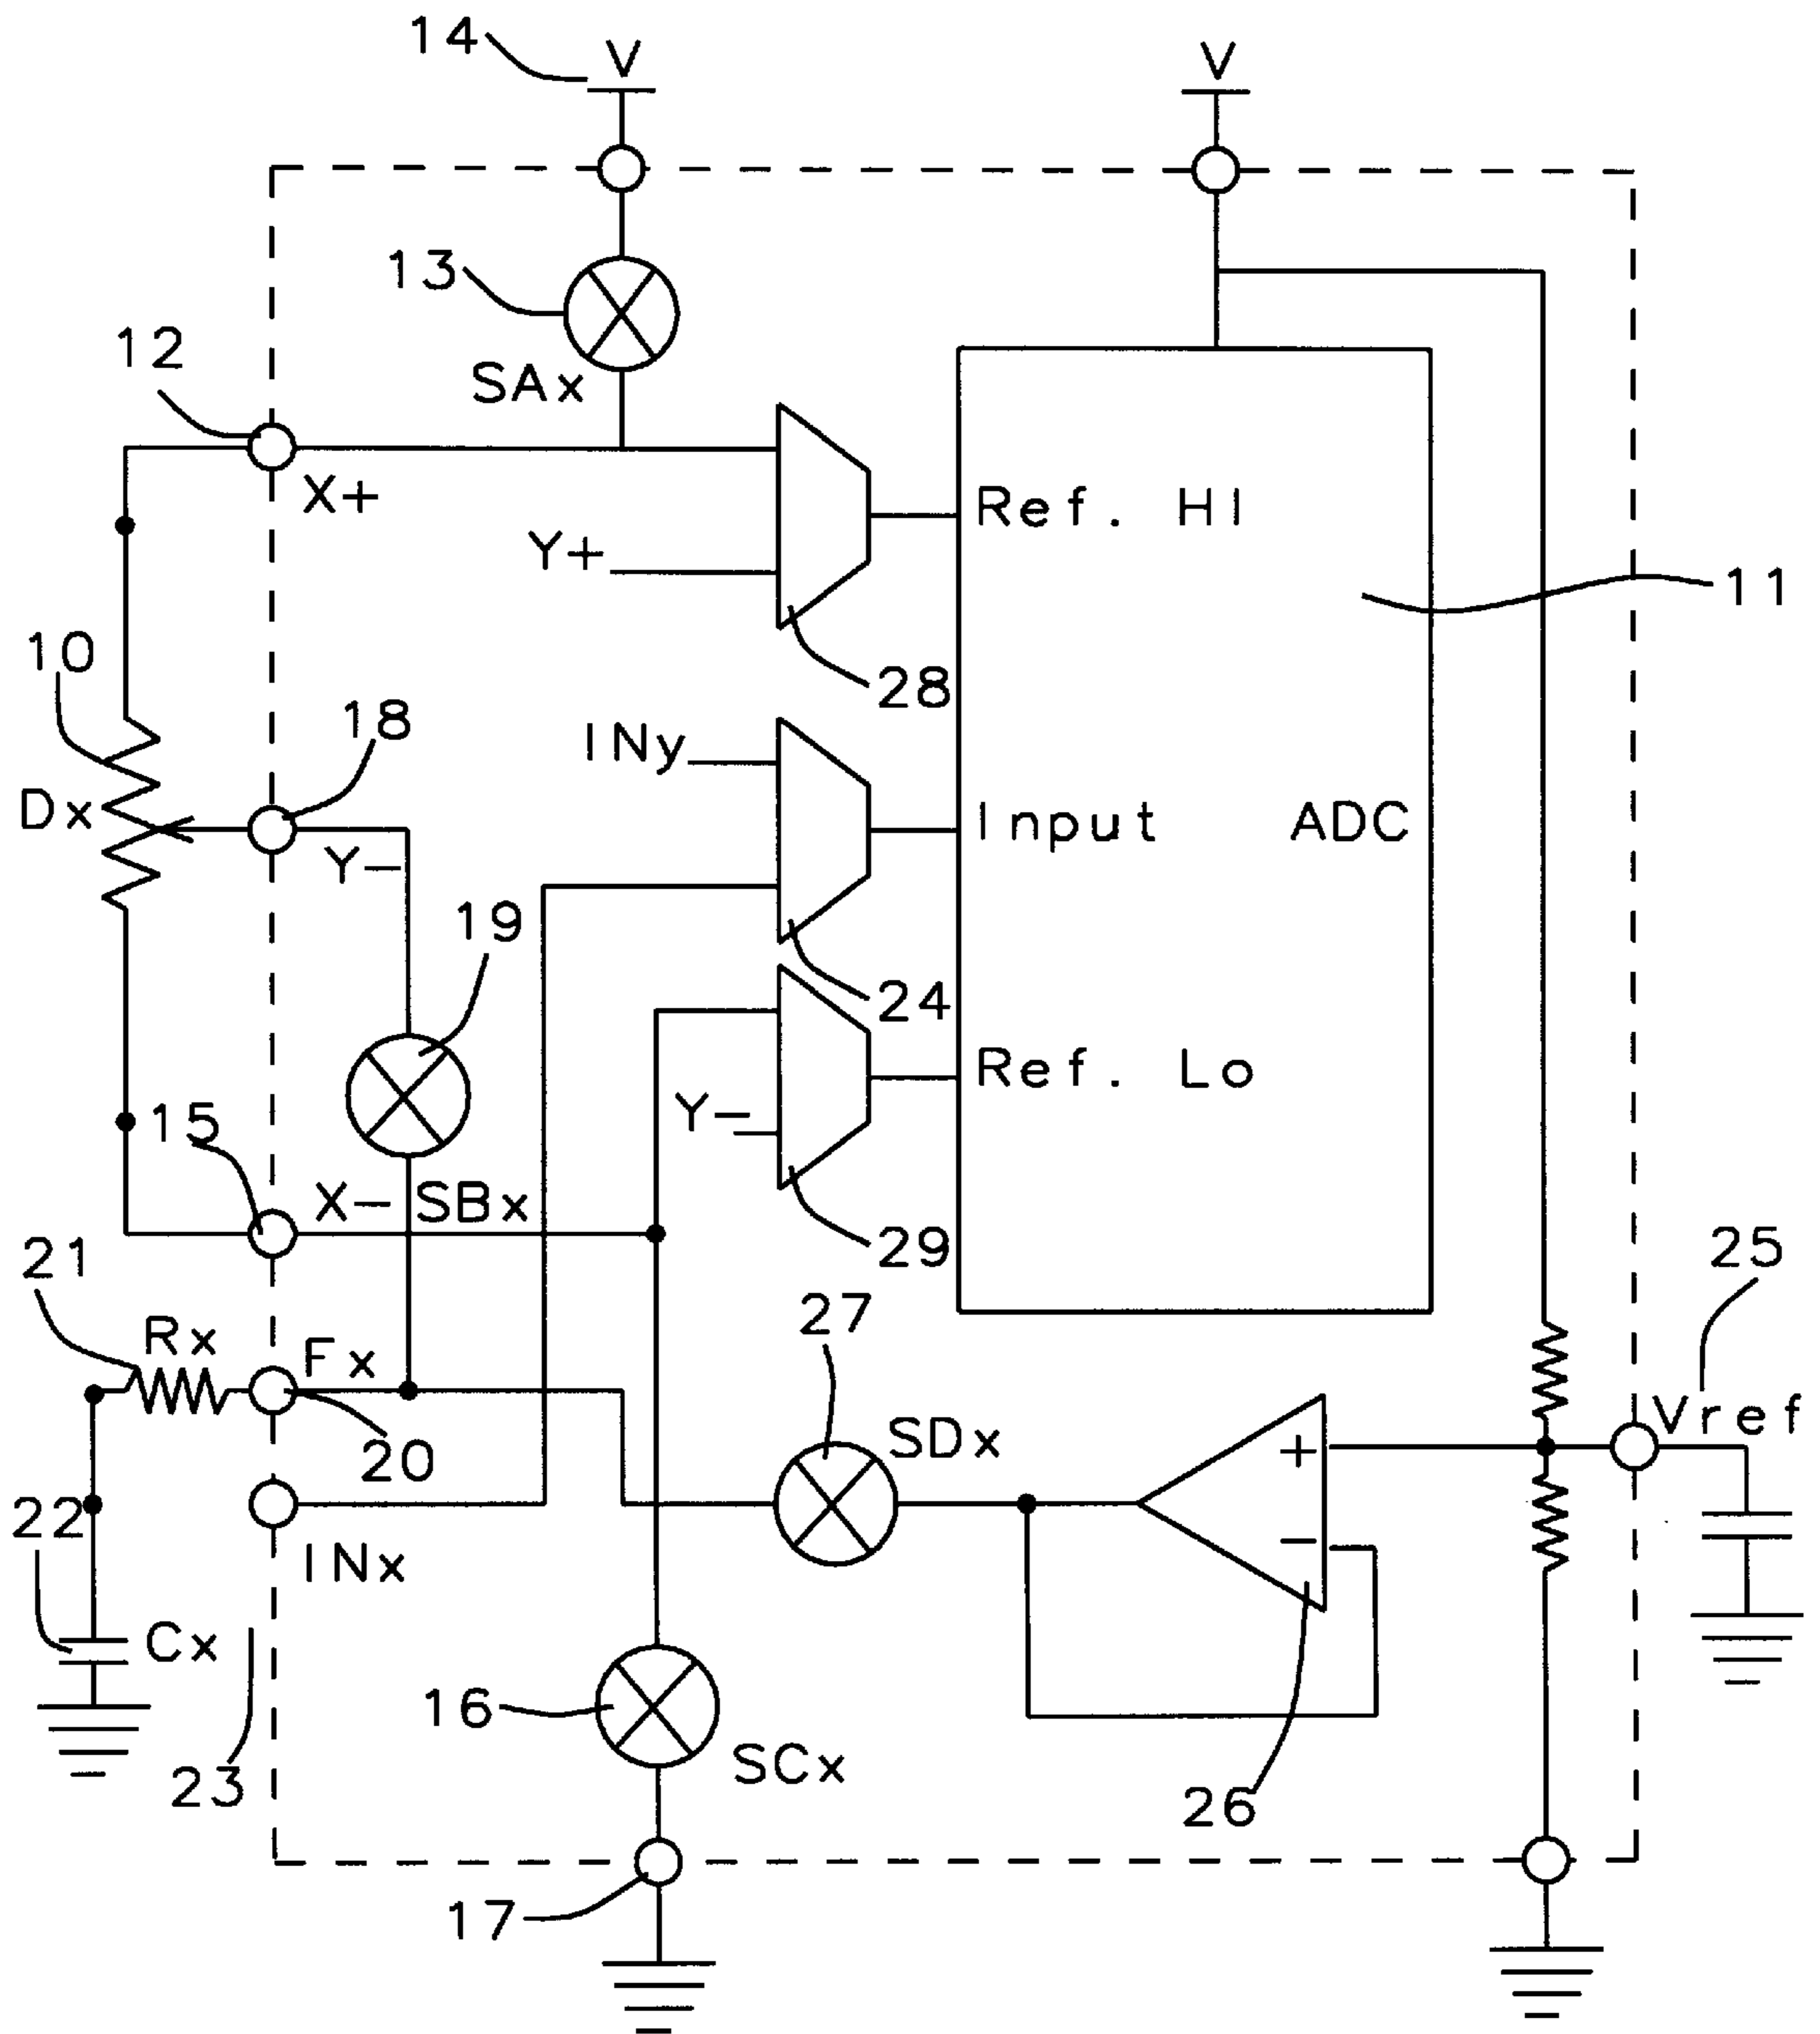 14
V
V
13
12
SAx
X+
Ref. HI
Y+
11
10
28
18
INy
Dx
Input
ADC
Y-
19
24
Ref. Lo
Y-
15
X-
SBx
29
21
25
27
Rx
Fx
Vref
SDx
20
+
22
-
INx
Cx
16
SCx
23
26
17